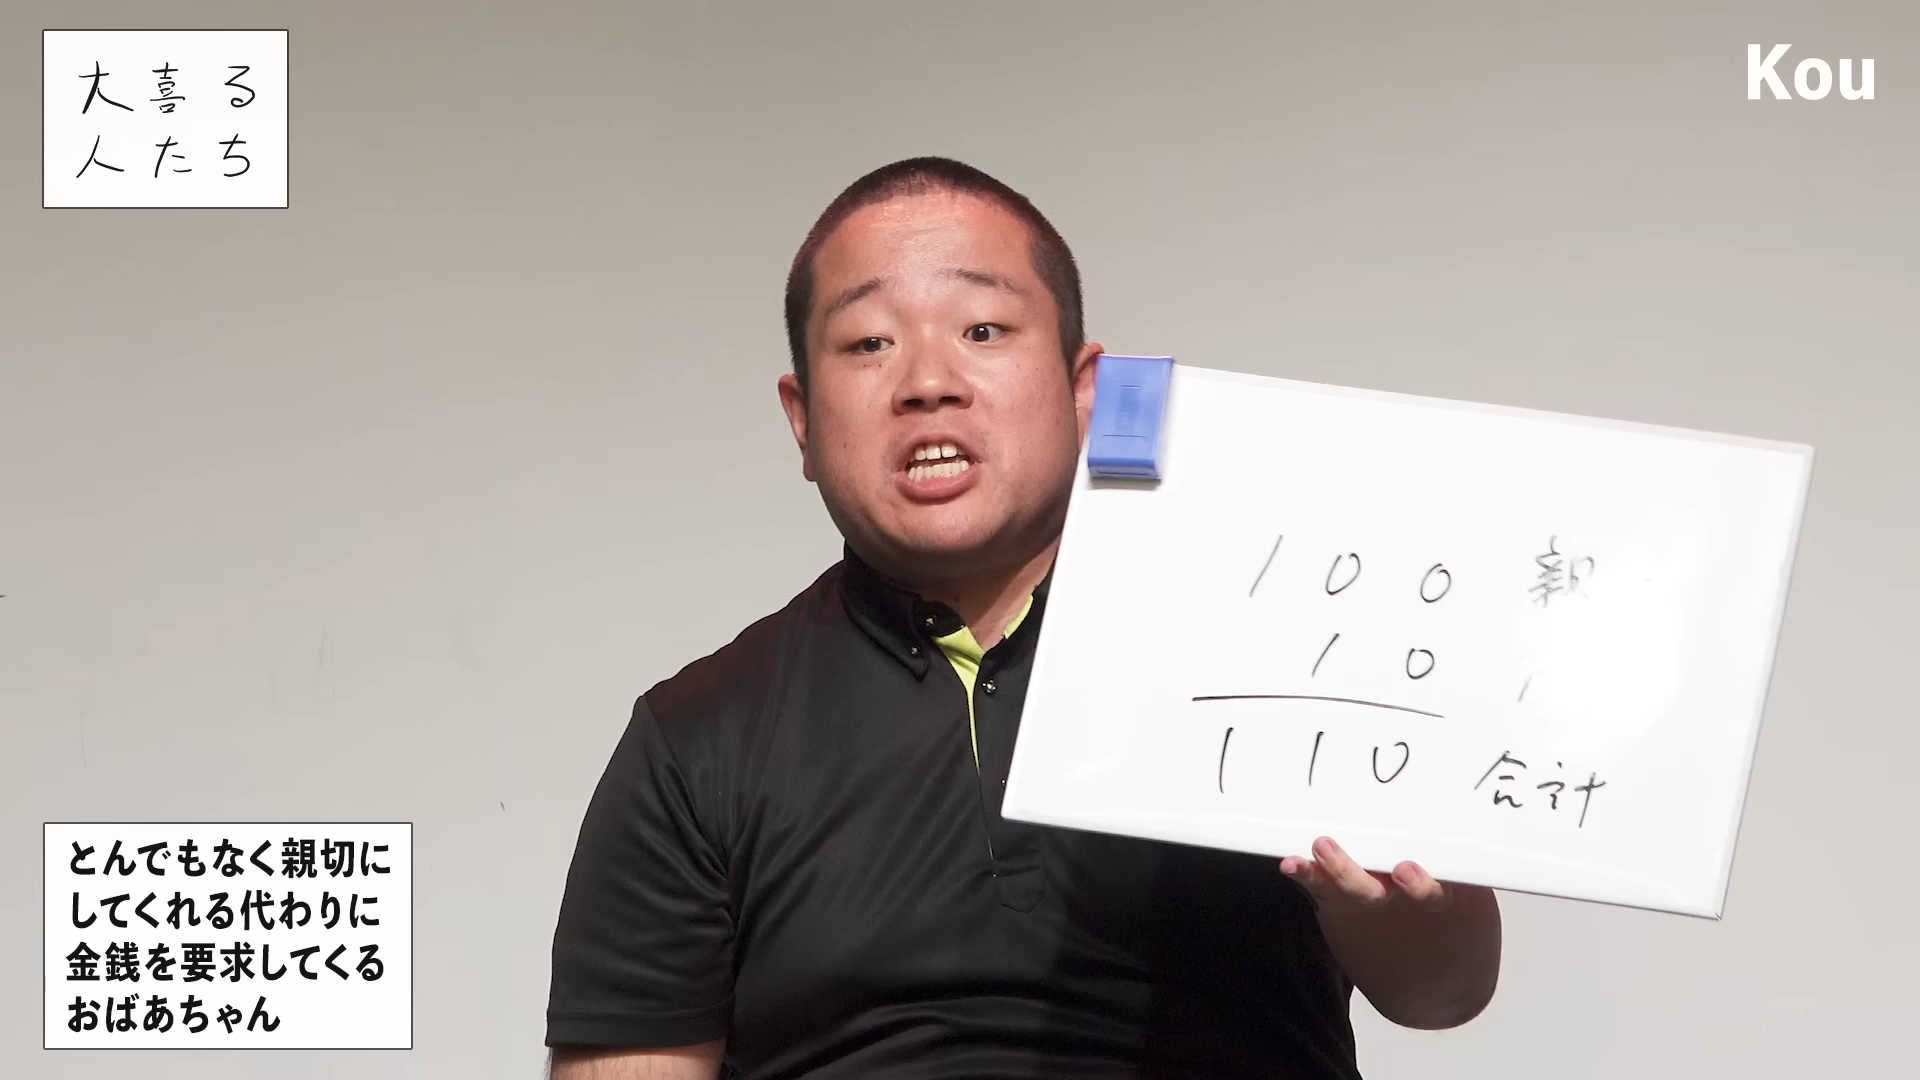 大喜る
人たち
Kou
100 親
10
110 合計
とんでもなく親切に
してくれる代わりに
金銭を要求してくる
おばあちゃん